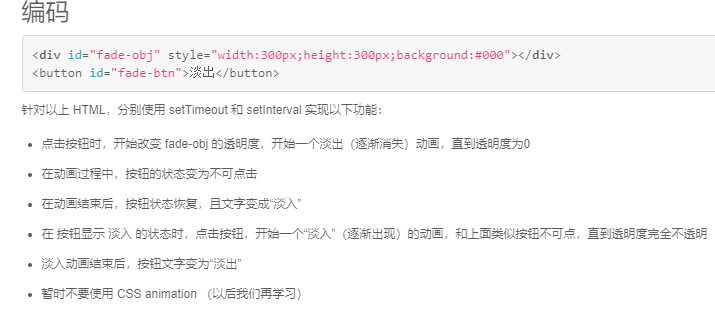 编码
<div id="fade-obj" style="width:300px;height:300px;background:#000"></div>
<button id="fade-btn">淡出</button>
针对以上 HTML，分别使用 setTimeout 和 setInterval 实现以下功能：
点击按钮时，开始改变 fade-obj 的透明度，开始一个淡出（逐渐消失）动画，直到透明度为0
在动画过程中，按钮的状态变为不可点击
在动画结束后，按钮状态恢复，且文字变成“淡入”
在 按钮显示 淡入 的状态时，点击按钮，开始一个“淡入”（逐渐出现）的动画，和上面类似按钮不可点，直到透明度完全不透明
淡入动画结束后，按钮文字变为“淡出”
暂时不要使用 CSS animation （以后我们再学习）